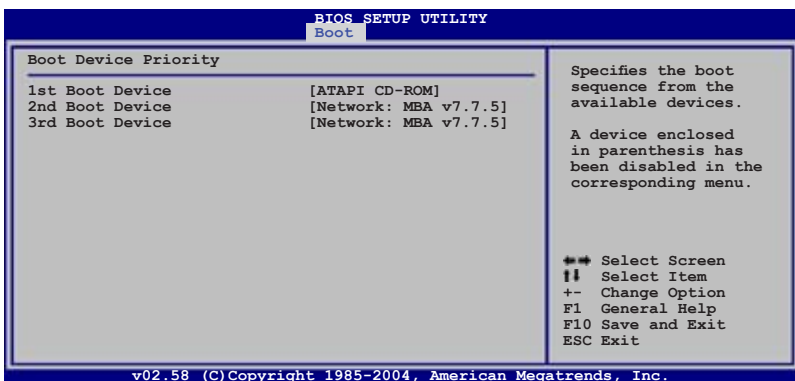 BIOS SETUP UTILITY
Boot
Boot Device Priority
1st Boot Device [ATAPI CD-ROM]
2nd Boot Device [Network: MBA v7.7.5]
3rd Boot Device [Network: MBA v7.7.5]
Specifies the boot
sequence from the
available devices.
A device enclosed
in parenthesis has
been disabled in the
corresponding menu.
←→ Select Screen
↑↓ Select Item
+- Change Option
F1 General Help
F10 Save and Exit
ESC Exit
v02.58 (C)Copyright 1985-2004, American Megatrends, Inc.